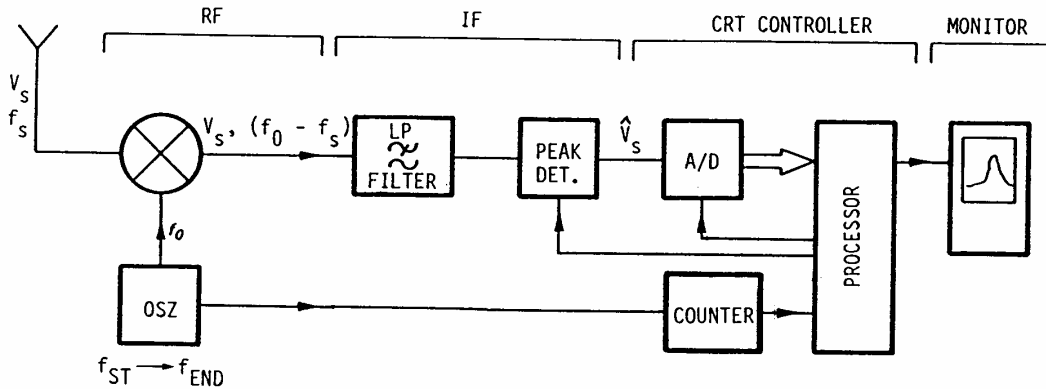 RF
IF
CRT CONTROLLER
MONITOR
V_s
f_s
V_s, (f_0 - f_s)
LP
FILTER
PEAK
DET.
V̂_s
A/D
PROCESSOR
f_0
OSZ
COUNTER
f_ST → f_END